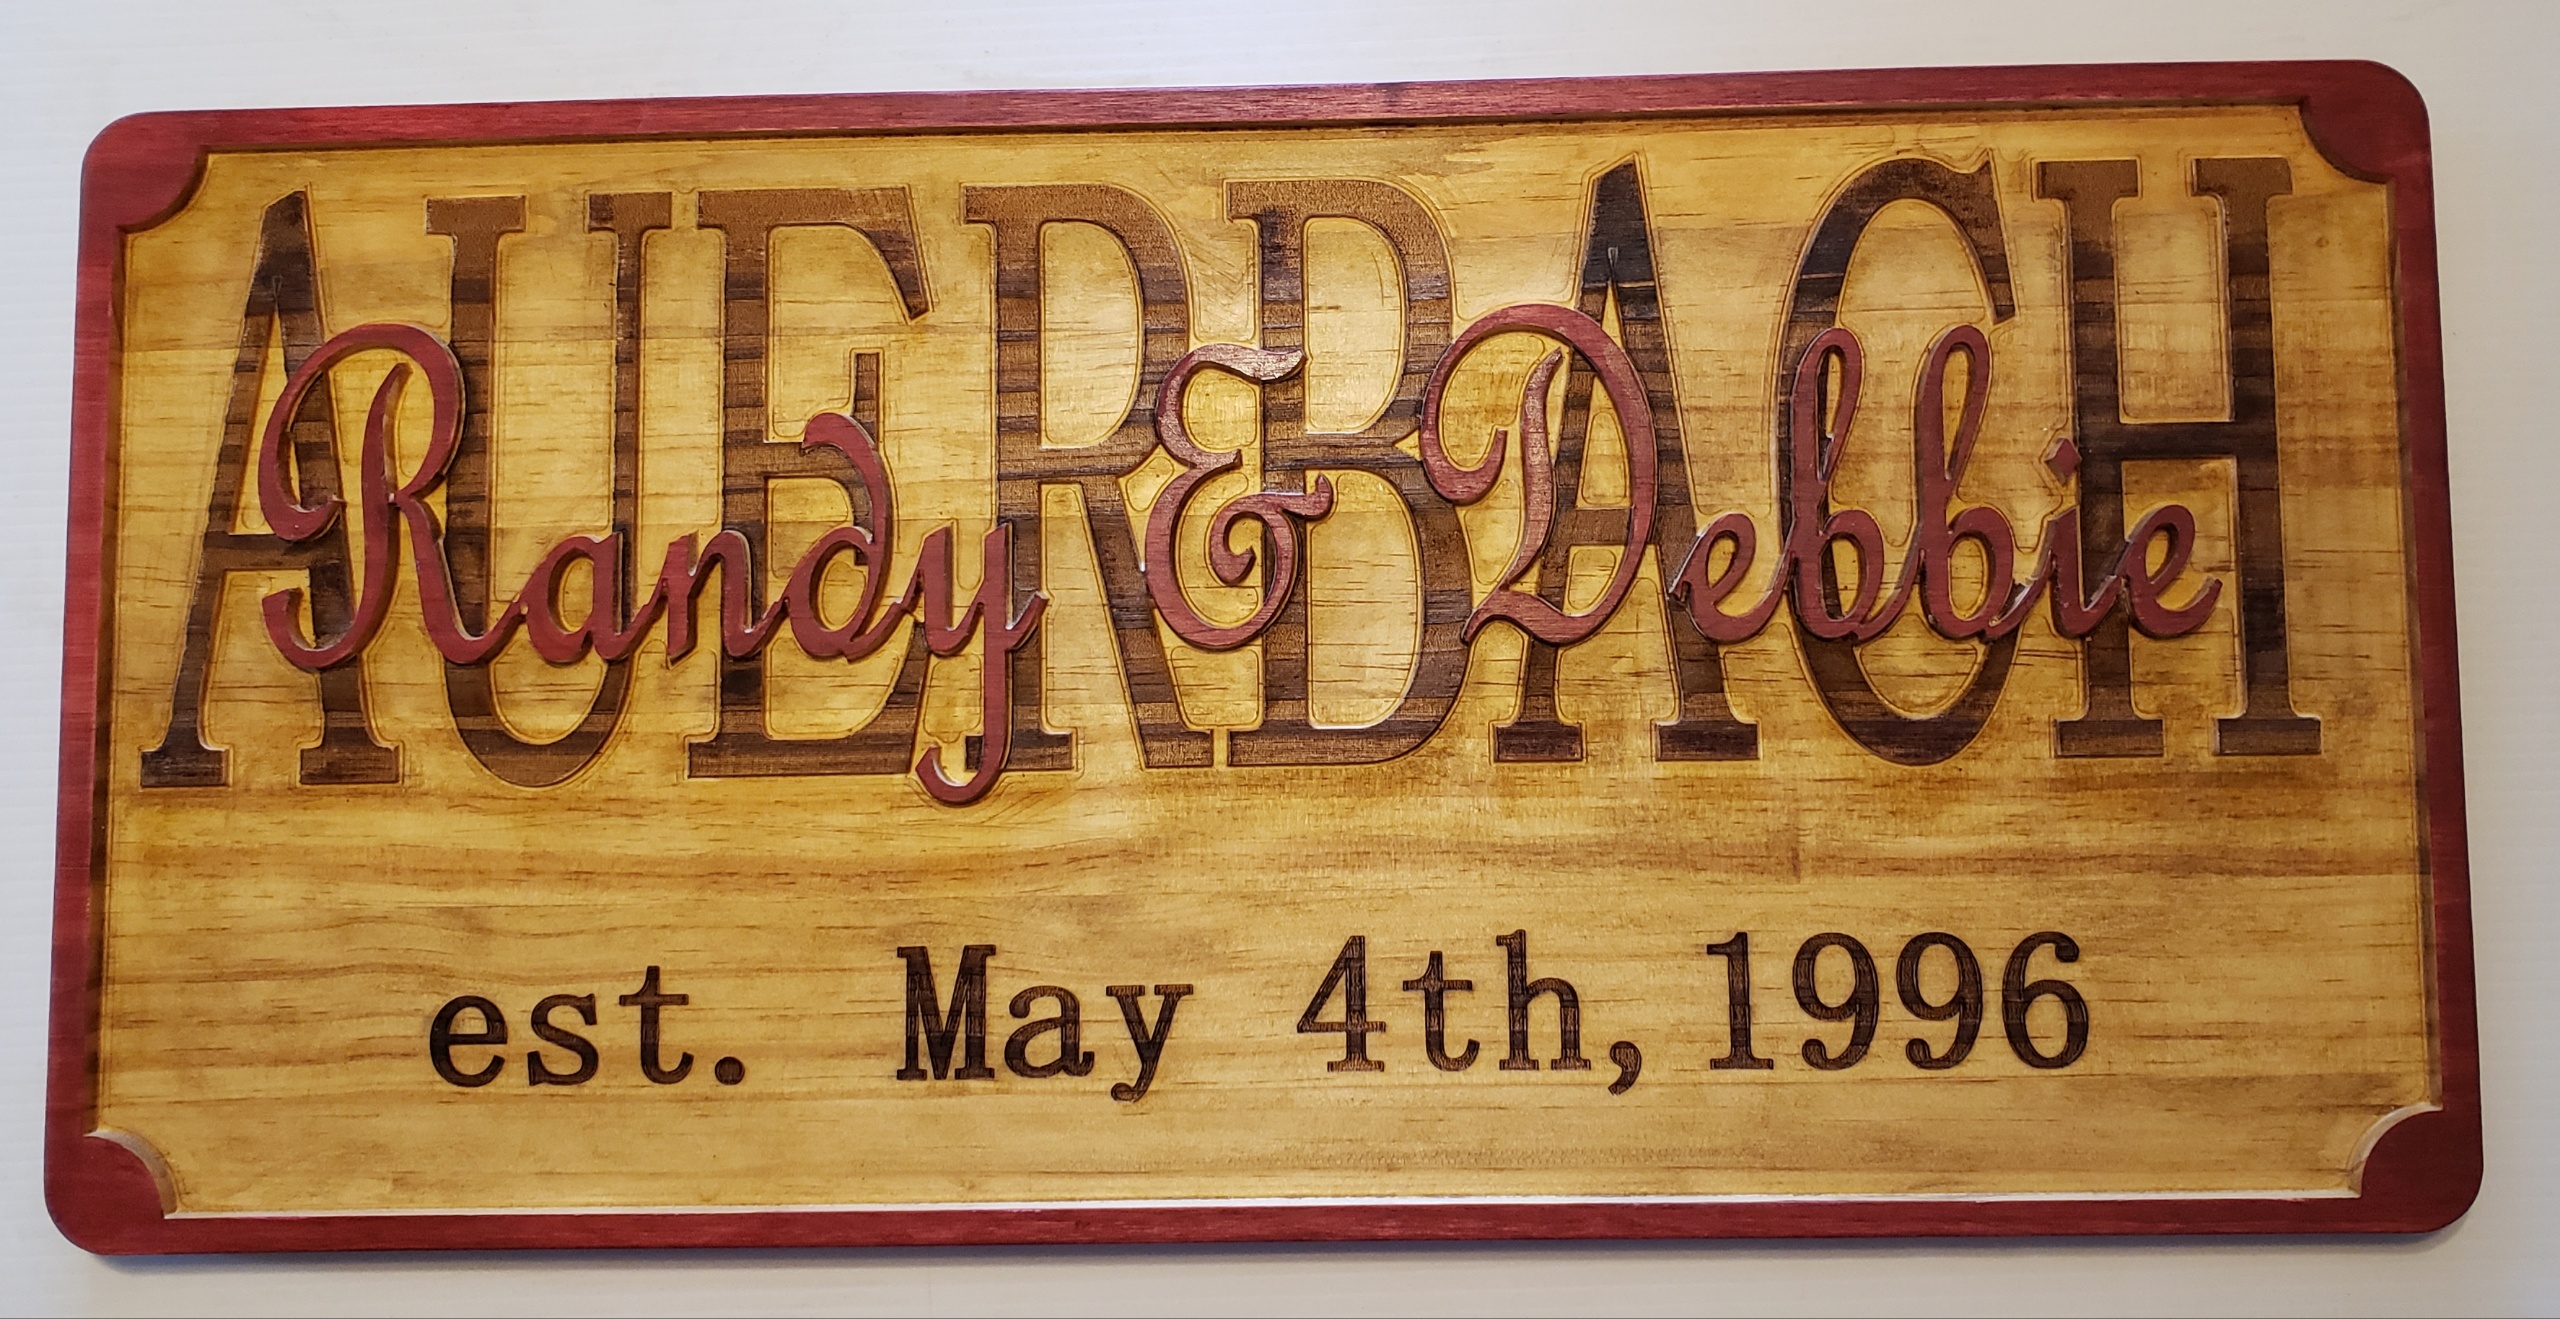 AUERBACH
Randy & Debbie
est. May 4th, 1996